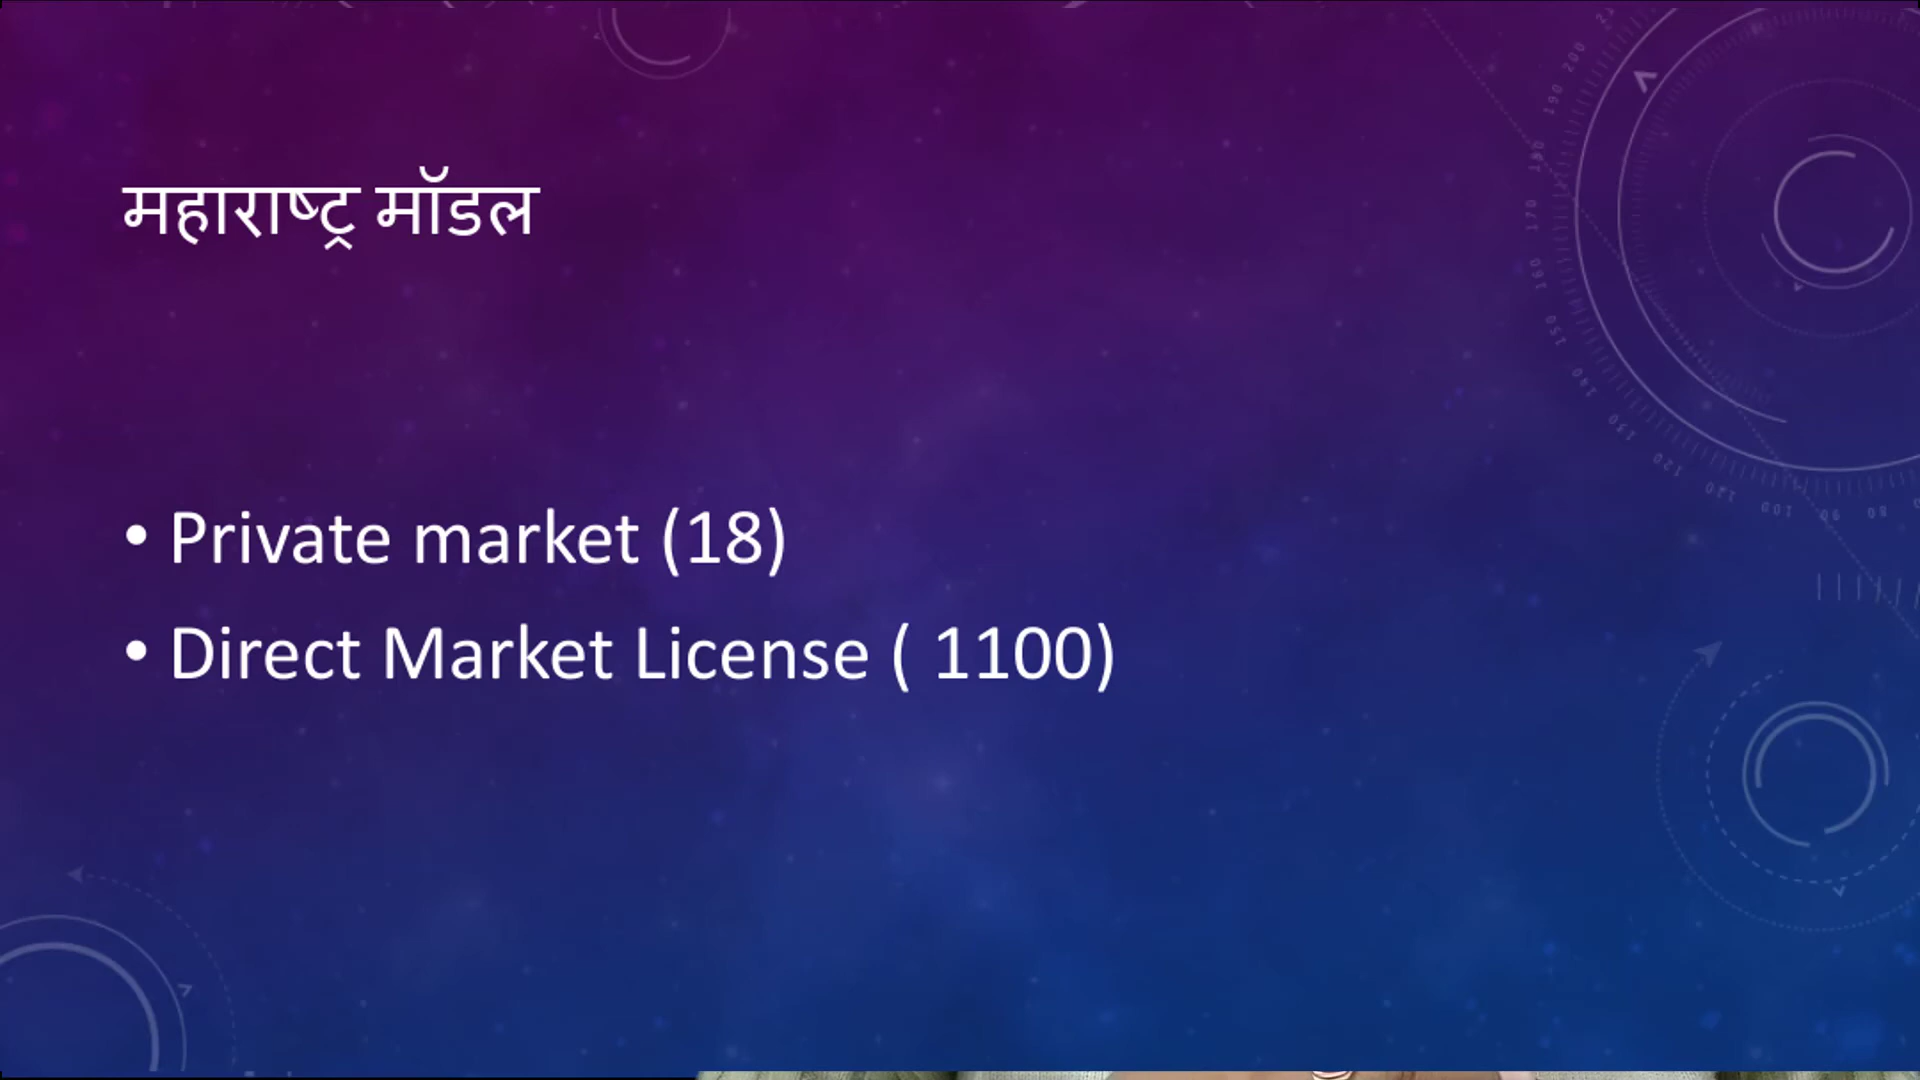 महाराष्ट्र मॉडल
• Private market (18)
• Direct Market License ( 1100)